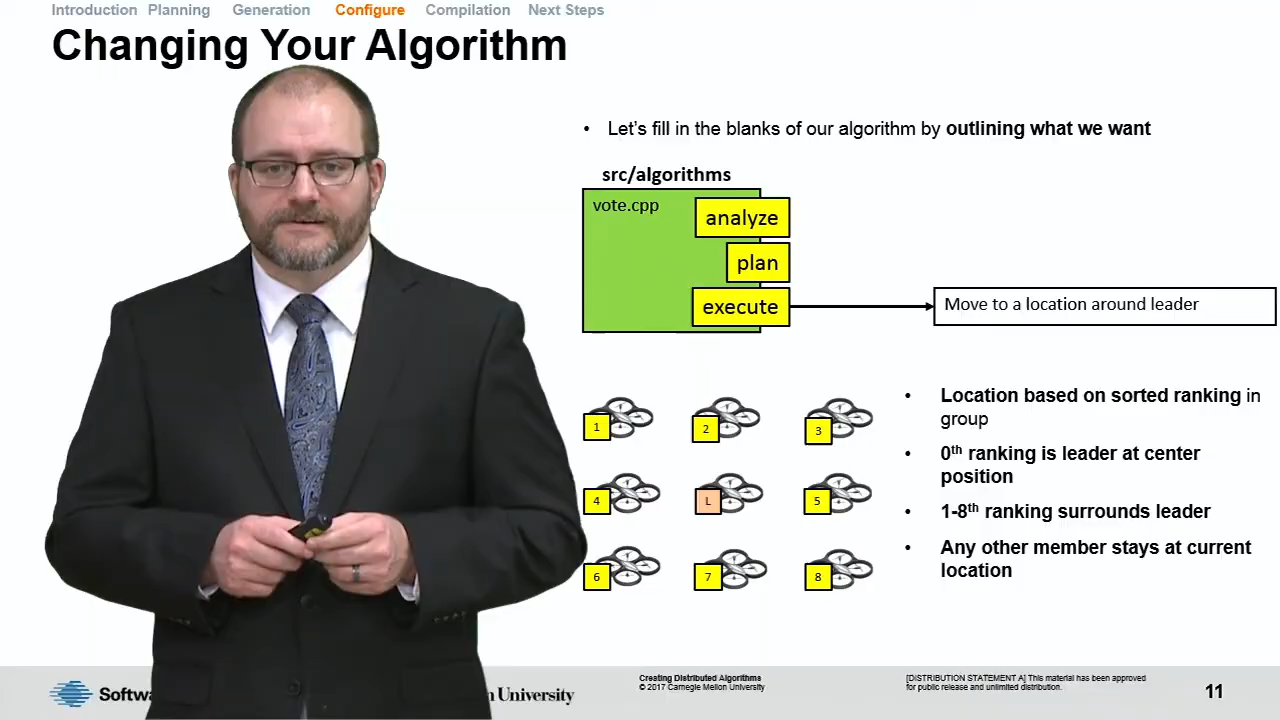 Introduction Planning Generation Configure Compilation Next Steps
Changing Your Algorithm
• Let's fill in the blanks of our algorithm by outlining what we want
src/algorithms
vote.cpp
analyze
plan
execute
Move to a location around leader
1 2 3
4 L 5
6 7 8
• Location based on sorted ranking in
group
• 0th ranking is leader at center
position
• 1-8th ranking surrounds leader
• Any other member stays at current
location
University
Creating Distributed Algorithms
© 2017 Carnegie Mellon University
[DISTRIBUTION STATEMENT A] This material has been approved
for public release and unlimited distribution.
11